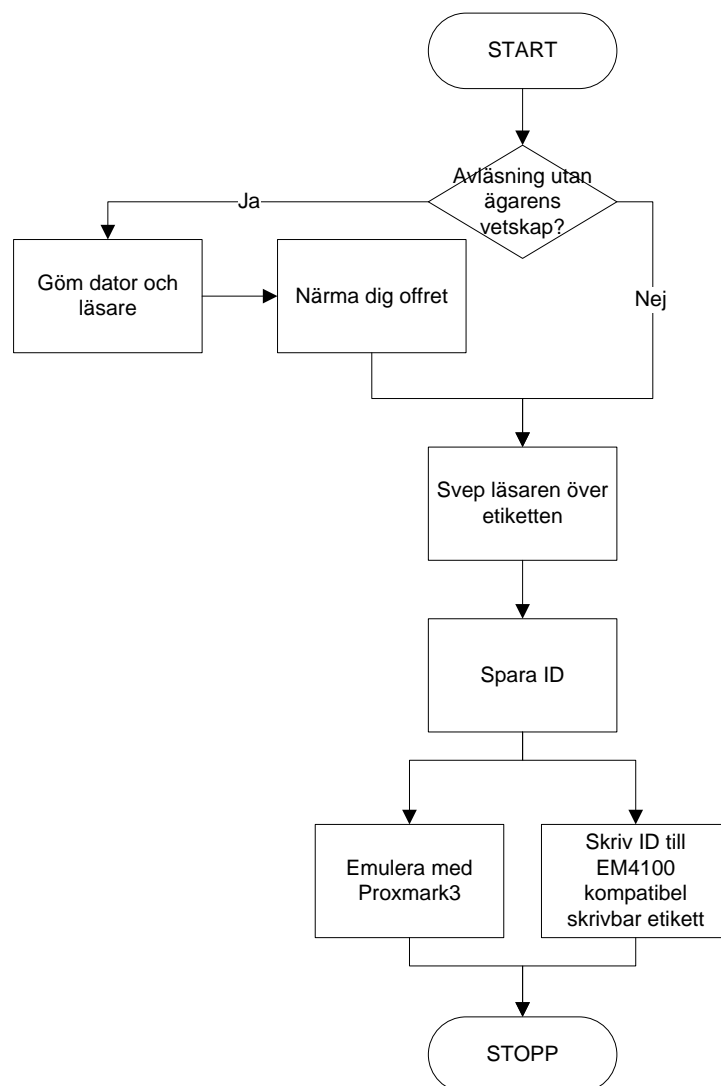 START
Avläsning utan
ägarens
vetskap?
Ja
Göm dator och
läsare
Närma dig offret
Nej
Svep läsaren över
etiketten
Spara ID
Emulera med
Proxmark3
Skriv ID till
EM4100
kompatibel
skrivbar etikett
STOPP